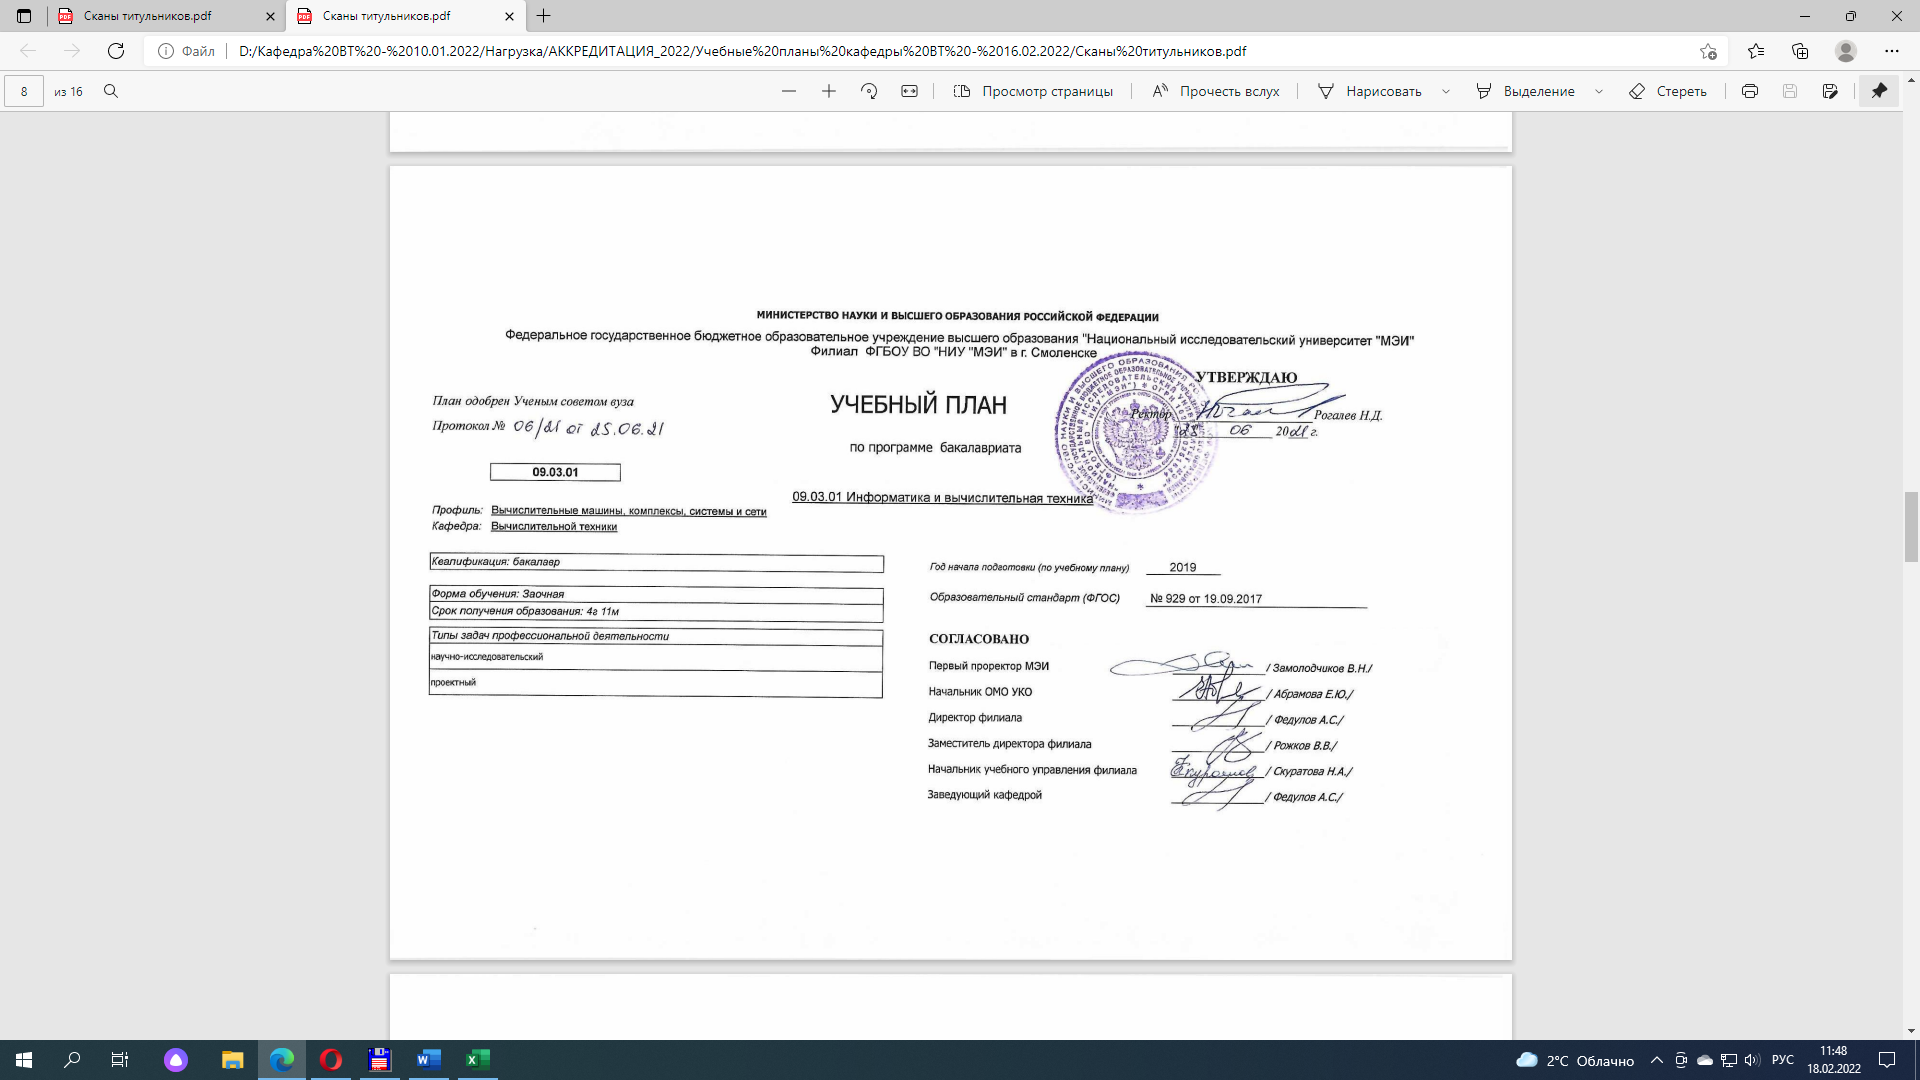 Сканы титульников.pdf
Сканы титульников.pdf
Файл D:/Кафедра%20ВТ%20-%2010.01.2022/Нагрузка/АККРЕДИТАЦИЯ_2022/Учебные%20планы%20кафедры%20ВТ%20-%2016.02.2022/Сканы%20титульников.pdf
8 из 16 Просмотр страницы Прочесть вслух Нарисовать Выделение Стереть
МИНИСТЕРСТВО НАУКИ И ВЫСШЕГО ОБРАЗОВАНИЯ РОССИЙСКОЙ ФЕДЕРАЦИИ
Федеральное государственное бюджетное образовательное учреждение высшего образования "Национальный исследовательский университет "МЭИ"
Филиал ФГБОУ ВО "НИУ "МЭИ" в г. Смоленске
УТВЕРЖДАЮ
План одобрен Ученым советом вуза
УЧЕБНЫЙ ПЛАН
Ректор Рогалев Н.Д.
Протокол № 06/21 от 25.06.21
"25" 06 2021 г.
по программе бакалавриата
09.03.01
09.03.01 Информатика и вычислительная техника
Профиль: Вычислительные машины, комплексы, системы и сети
Кафедра: Вычислительной техники
Квалификация: бакалавр
Год начала подготовки (по учебному плану) 2019
Форма обучения: Заочная
Образовательный стандарт (ФГОС) № 929 от 19.09.2017
Срок получения образования: 4г 11м
Типы задач профессиональной деятельности
СОГЛАСОВАНО
научно-исследовательский
Первый проректор МЭИ / Замолодчиков В.Н./
проектный
Начальник ОМО УКО / Абрамова Е.Ю./
Директор филиала / Федулов А.С./
Заместитель директора филиала / Рожков В.В./
Начальник учебного управления филиала / Скуратова Н.А./
Заведующий кафедрой / Федулов А.С./
2°C Облачно РУС 11:48
18.02.2022